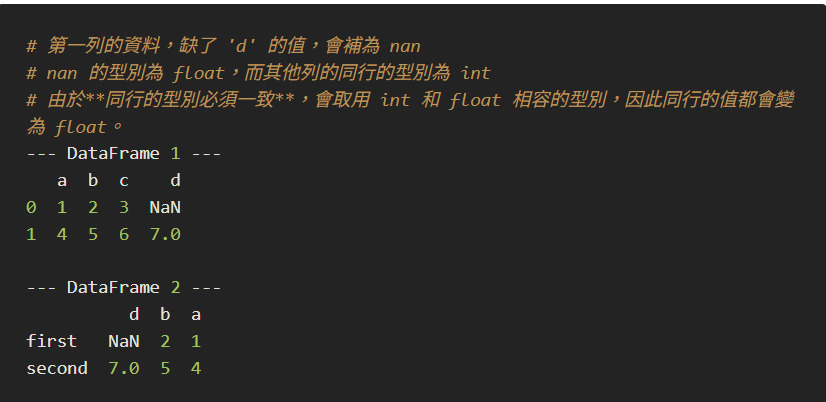 # 第一列的資料，缺了 'd' 的值，會補為 nan
# nan 的型別為 float，而其他列的同行的型別為 int
# 由於**同行的型別必須一致**，會取用 int 和 float 相容的型別，因此同行的值都會變
為 float。
--- DataFrame 1 ---
   a  b  c    d
0  1  2  3  NaN
1  4  5  6  7.0

--- DataFrame 2 ---
          d  b  a
first   NaN  2  1
second  7.0  5  4